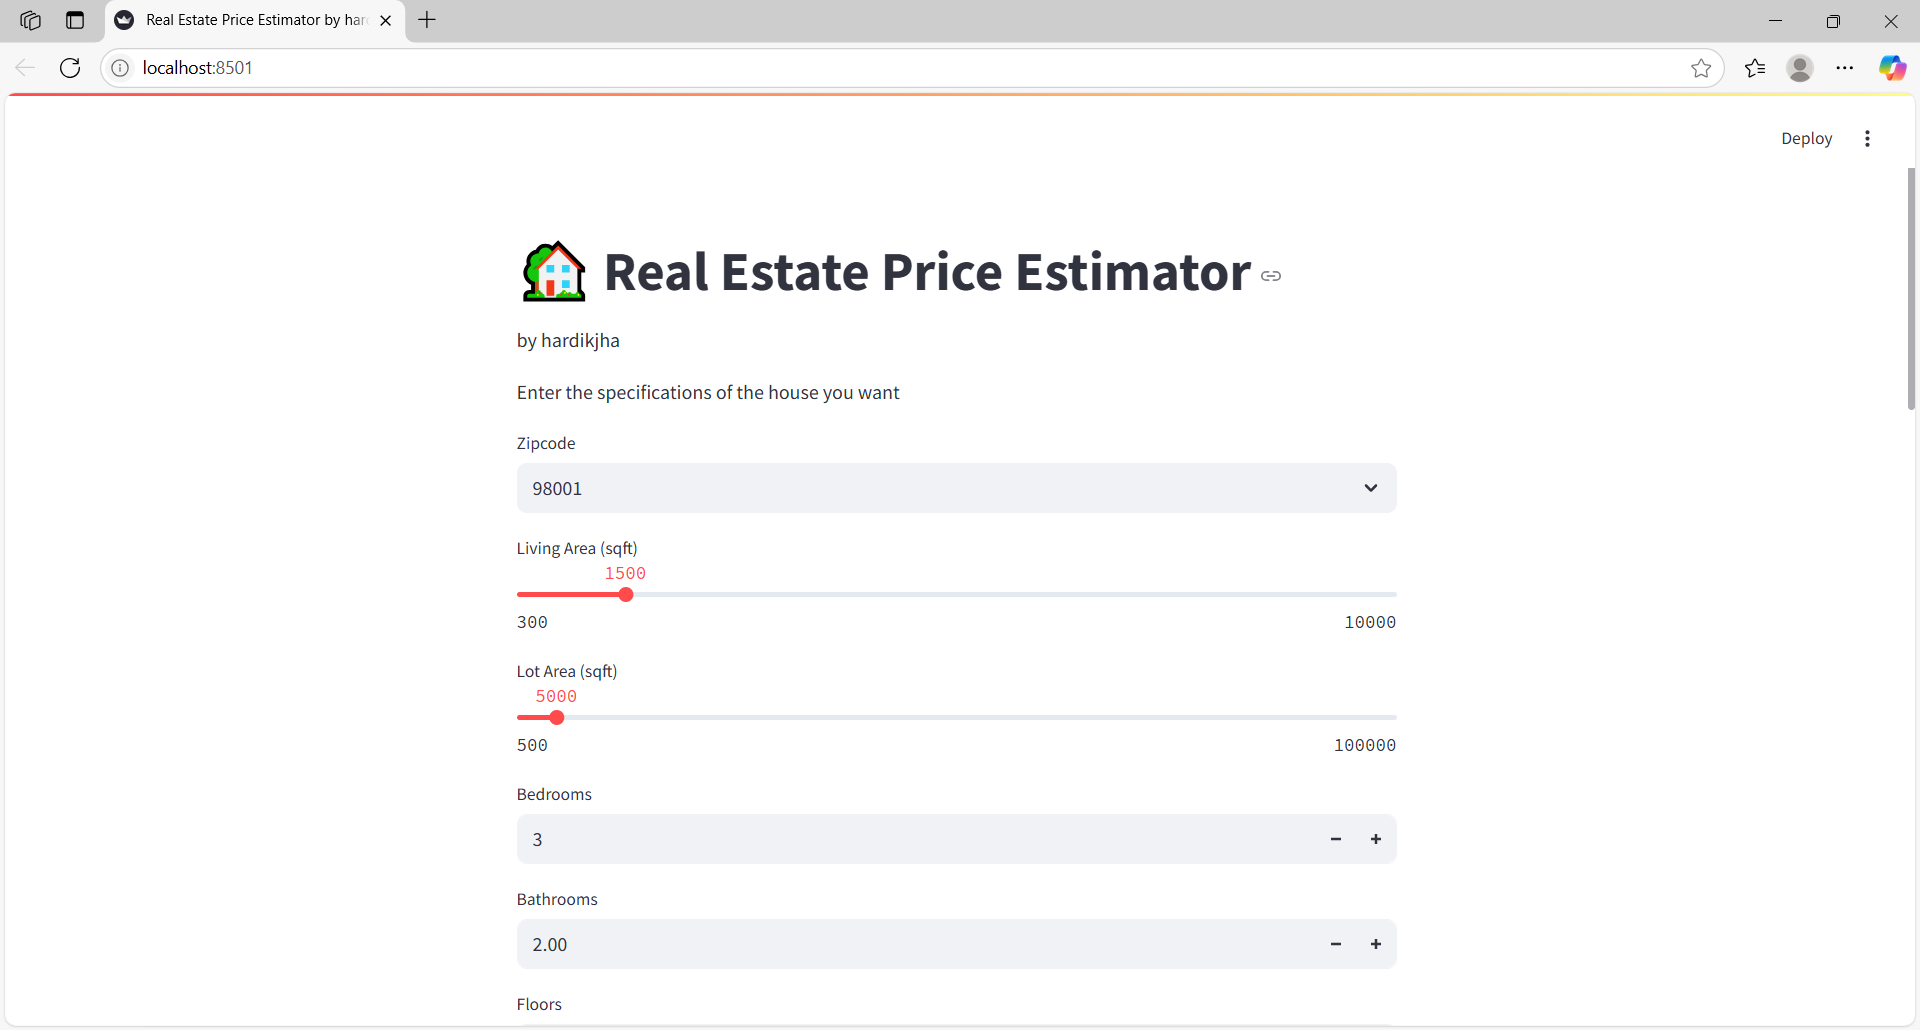 Real Estate Price Estimator by har
localhost:8501
Deploy
Real Estate Price Estimator
by hardikjha
Enter the specifications of the house you want
Zipcode
98001
Living Area (sqft)
1500
300 10000
Lot Area (sqft)
5000
500 100000
Bedrooms
3
Bathrooms
2.00
Floors